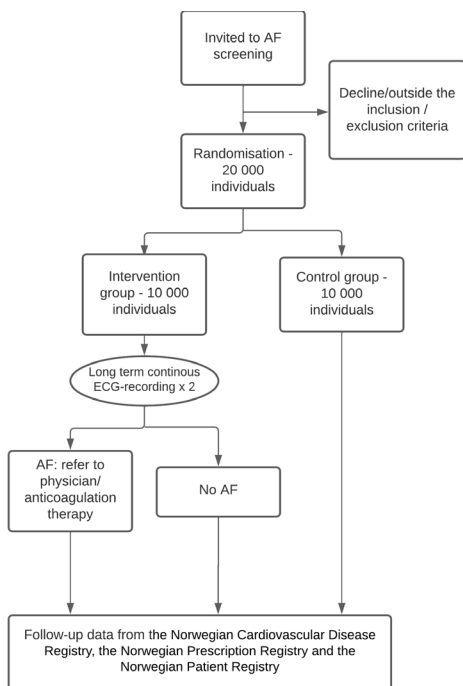 Invited to AF
screening
Decline/outside the
inclusion /
exclusion criteria
Randomisation -
20 000
individuals
Intervention
group - 10 000
individuals
Control group -
10 000
individuals
Long term continous
ECG-recording x 2
AF: refer to
physician/
anticoagulation
therapy
No AF
Follow-up data from the Norwegian Cardiovascular Disease
Registry, the Norwegian Prescription Registry and the
Norwegian Patient Registry